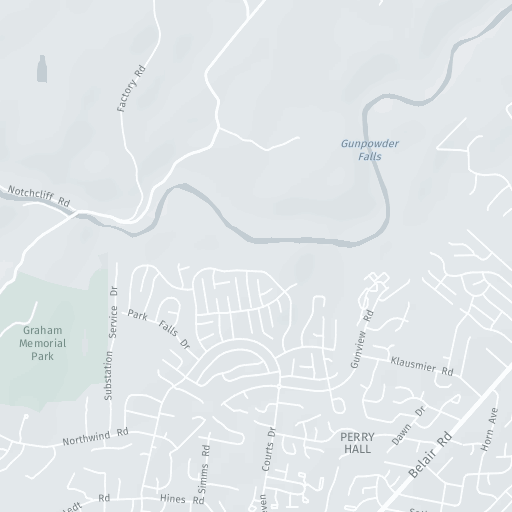 Factory Rd
Gunpowder
Falls
Notchcliff Rd
Graham
Memorial
Park
Substation Service Dr
Park Falls Dr
Gunview Rd
Klausmier Rd
Dawn Dr
Horn Ave
Belair Rd
PERRY
HALL
Northwind Rd
Simms Rd
Courts Dr
Hines Rd
Rd